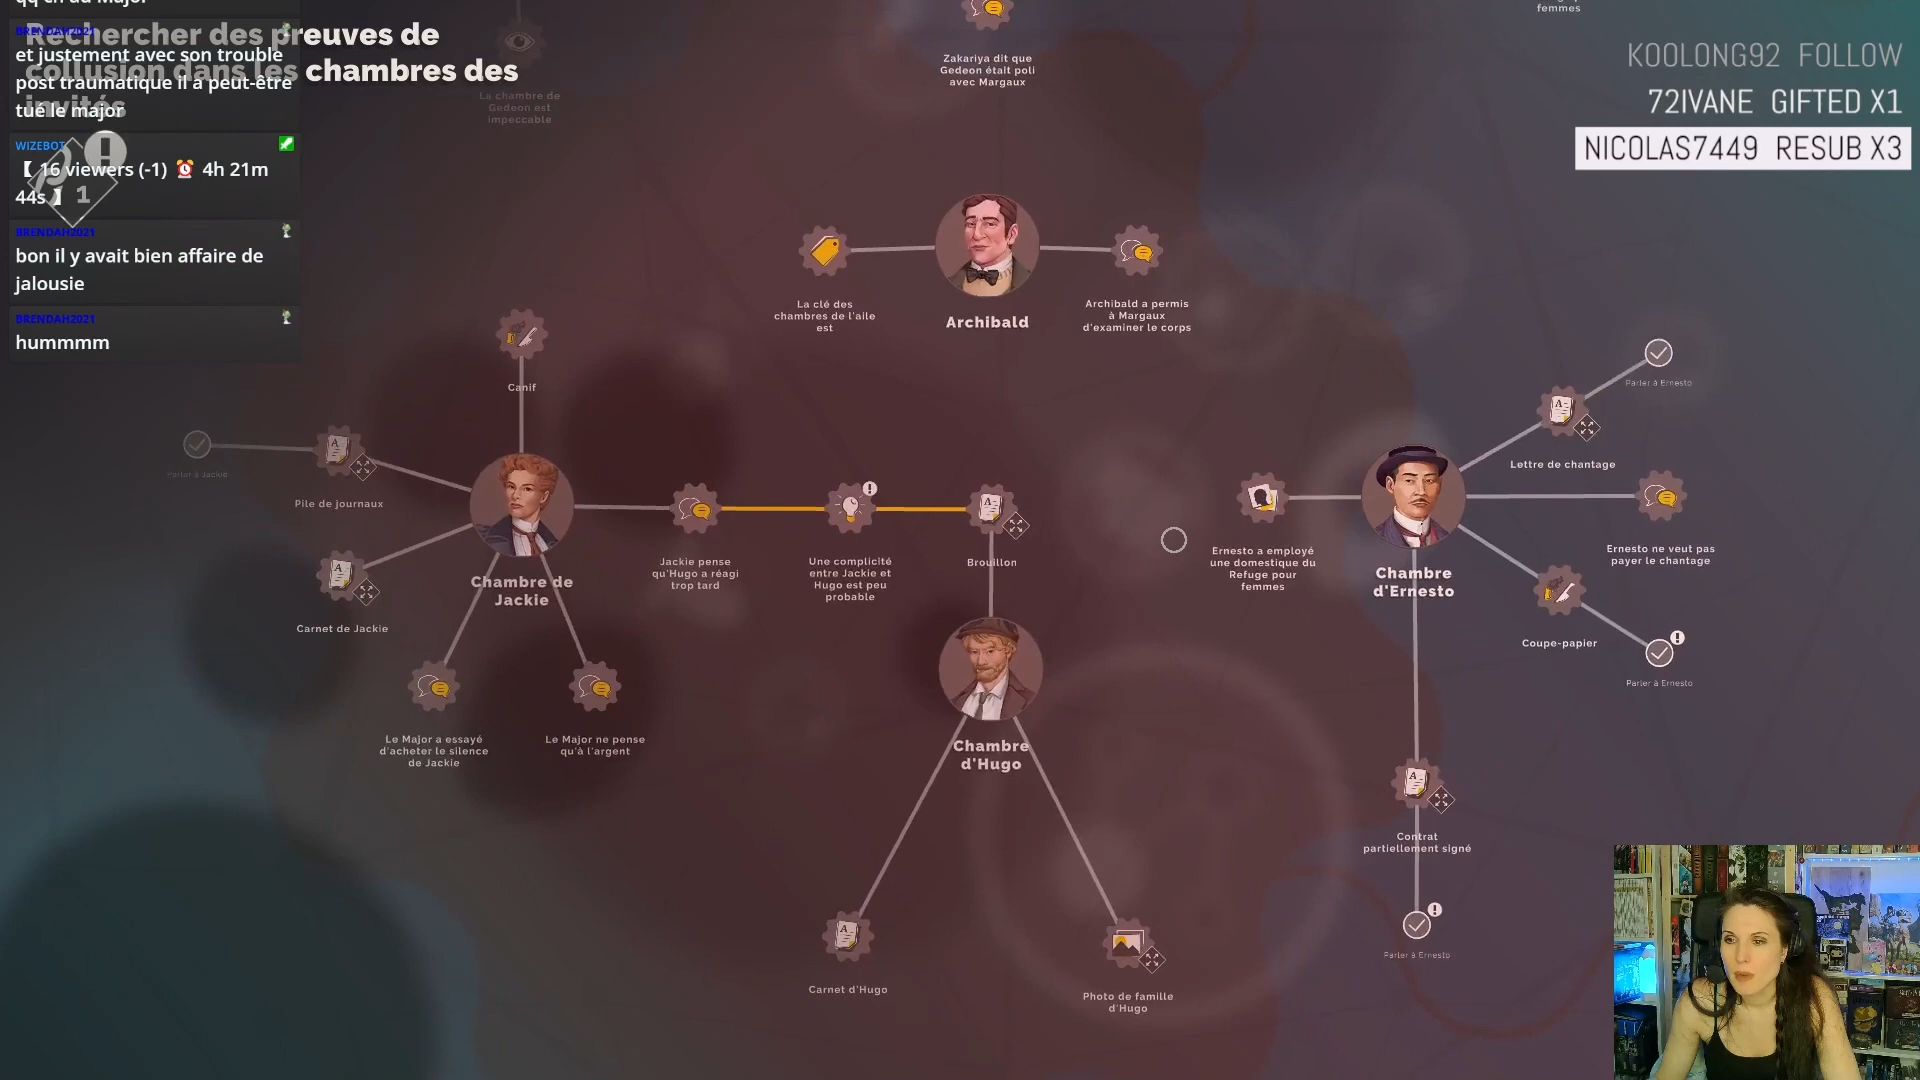 qq ch au Major
BRENDAH2021
et justement avec son trouble
post traumatique il a peut-être
tué le major
WIZEBOT
【 16 viewers (-1) ⏰ 4h 21m
44s 】
BRENDAH2021
bon il y avait bien affaire de
jalousie
BRENDAH2021
hummmm
Rechercher des preuves de
collusion dans les chambres des
invités
1
KOOLONG92 FOLLOW
72IVANE GIFTED X1
NICOLAS7449 RESUB X3
femmes
La chambre de
Gedeon est
impeccable
Zakariya dit que
Gedeon était poli
avec Margaux
La clé des
chambres de l'aile
est
Archibald
Archibald a permis
à Margaux
d'examiner le corps
Canif
Parler à Jackie
Pile de journaux
Carnet de Jackie
Chambre de
Jackie
Jackie pense
qu'Hugo a réagi
trop tard
Une complicité
entre Jackie et
Hugo est peu
probable
Brouillon
Le Major a essayé
d'acheter le silence
de Jackie
Le Major ne pense
qu'à l'argent
Chambre
d'Hugo
Carnet d'Hugo
Photo de famille
d'Hugo
Ernesto a employé
une domestique du
Refuge pour
femmes
Chambre
d'Ernesto
Parler à Ernesto
Lettre de chantage
Ernesto ne veut pas
payer le chantage
Coupe-papier
Parler à Ernesto
Contrat
partiellement signé
Parler à Ernesto